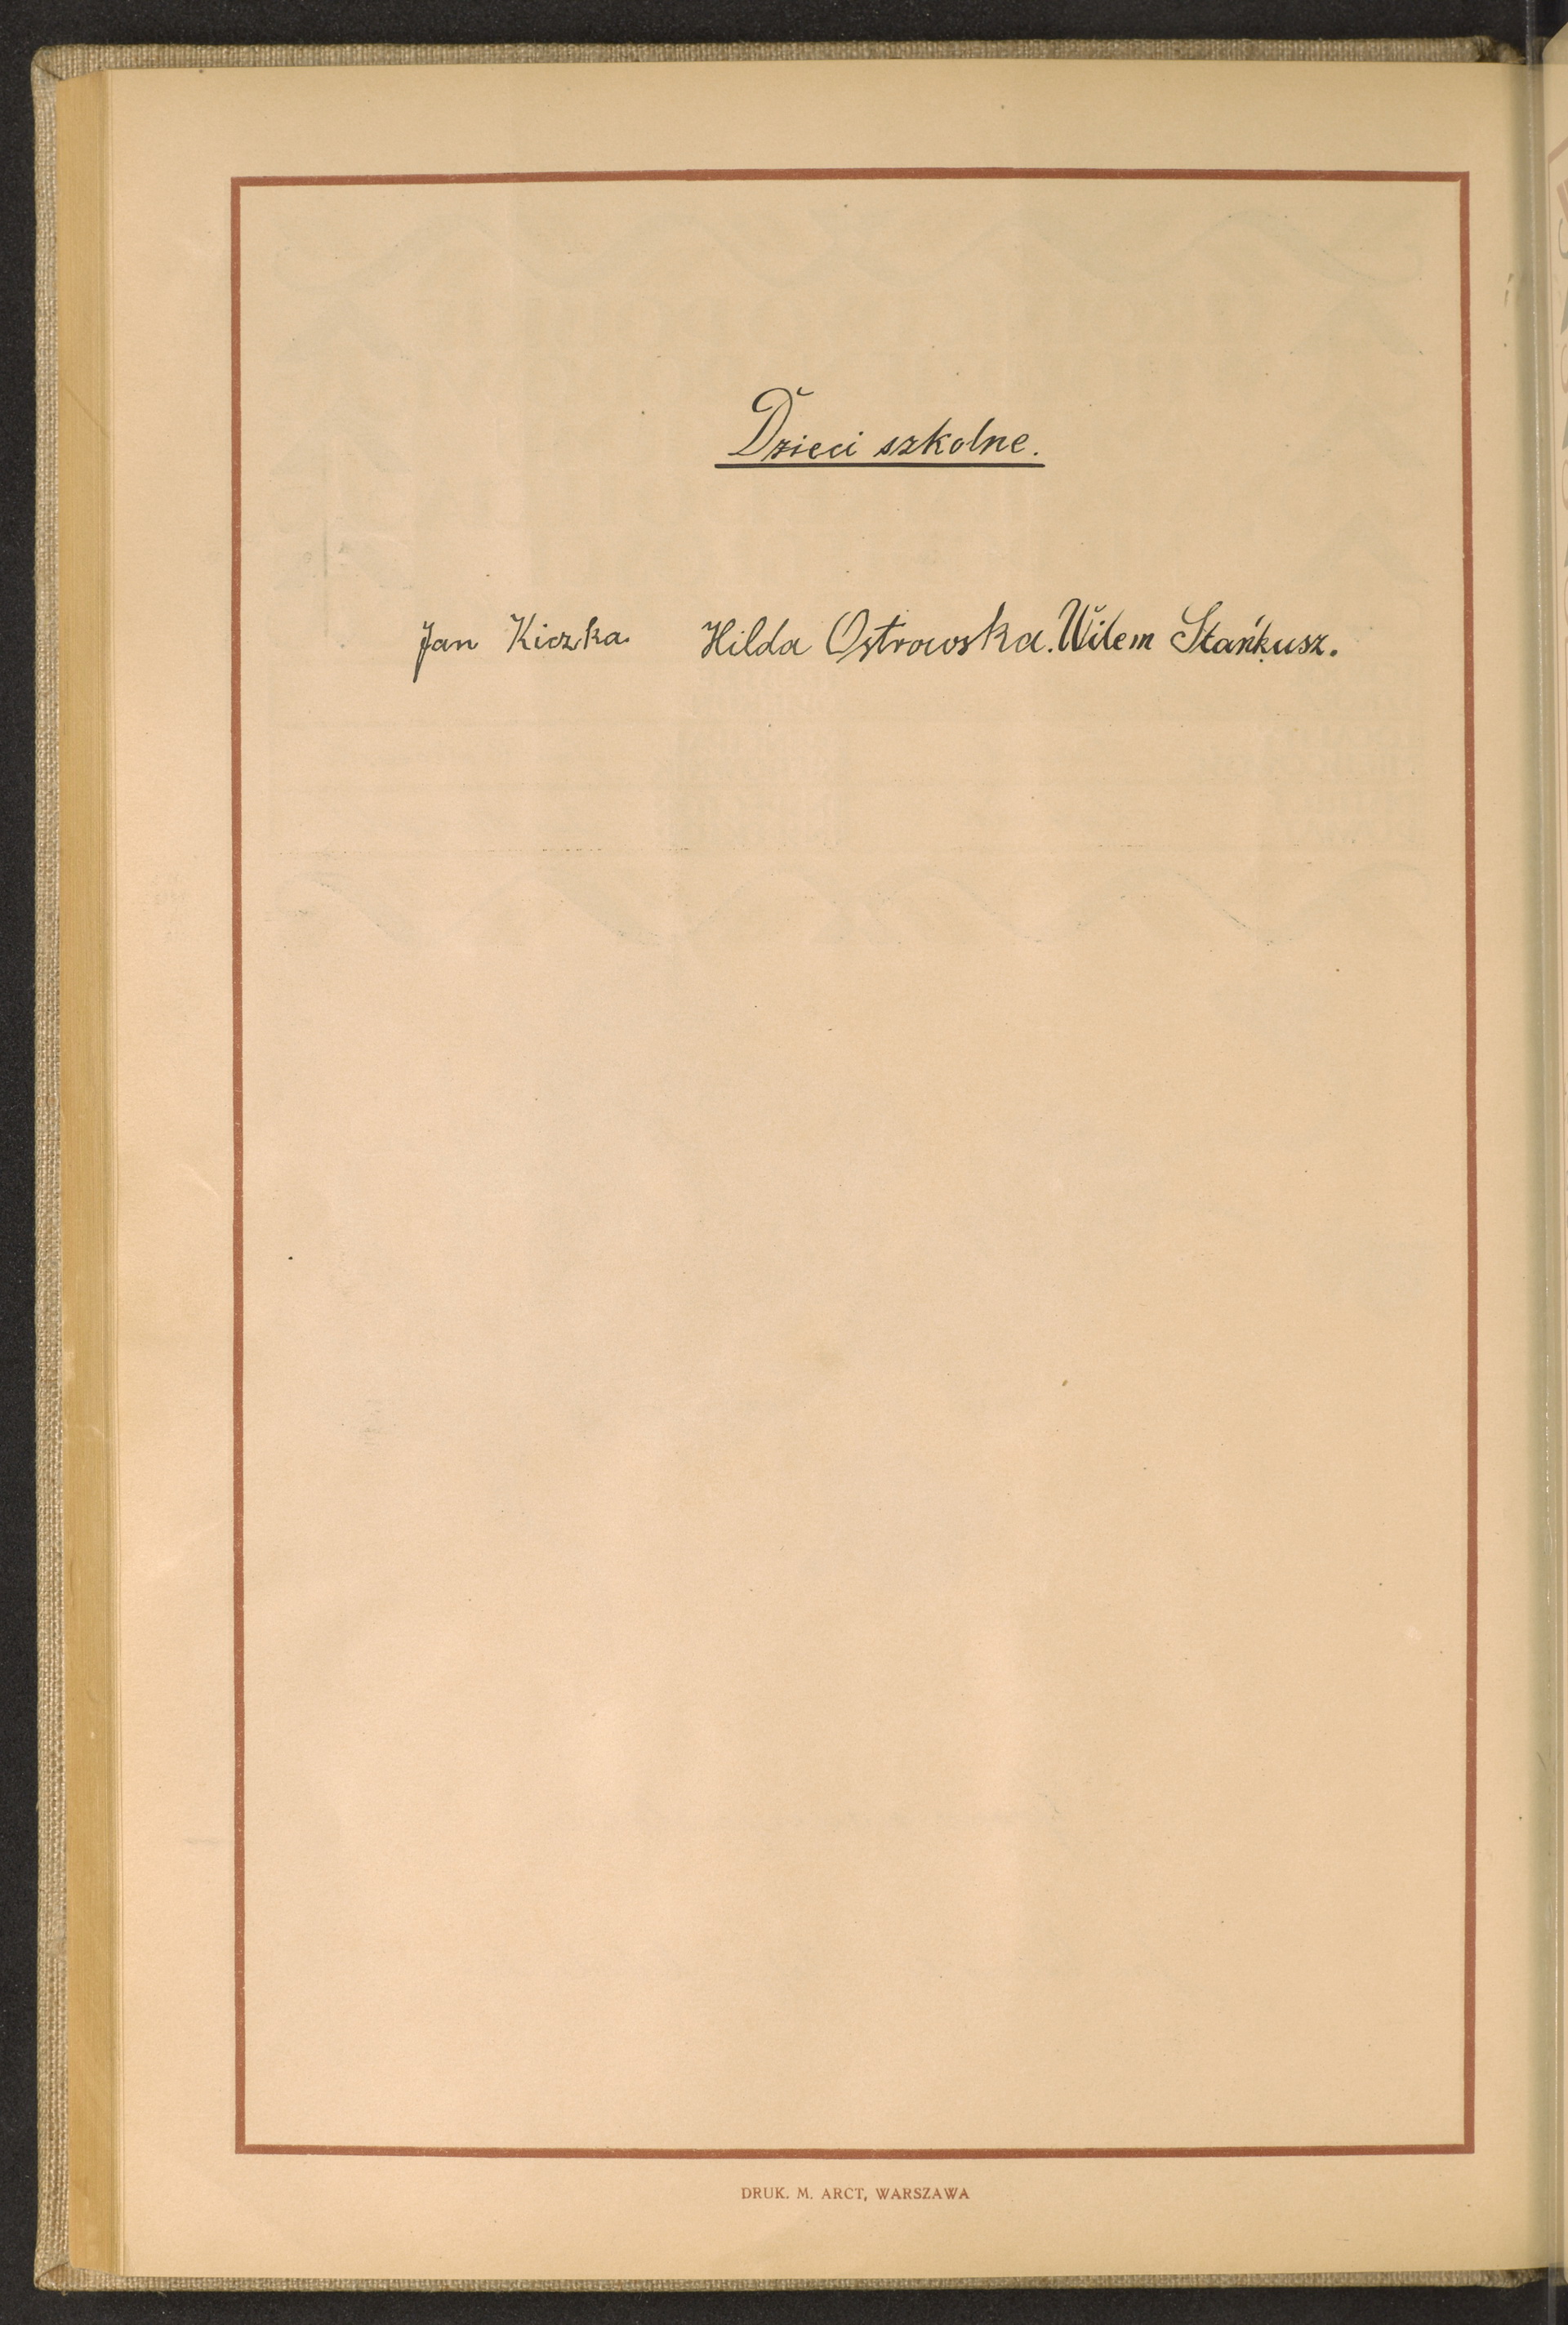 Dzieci szkolne.
Jan Kiczka Hilda Ostrowska. Wilem Stańkusz.
DRUK. M. ARCT, WARSZAWA